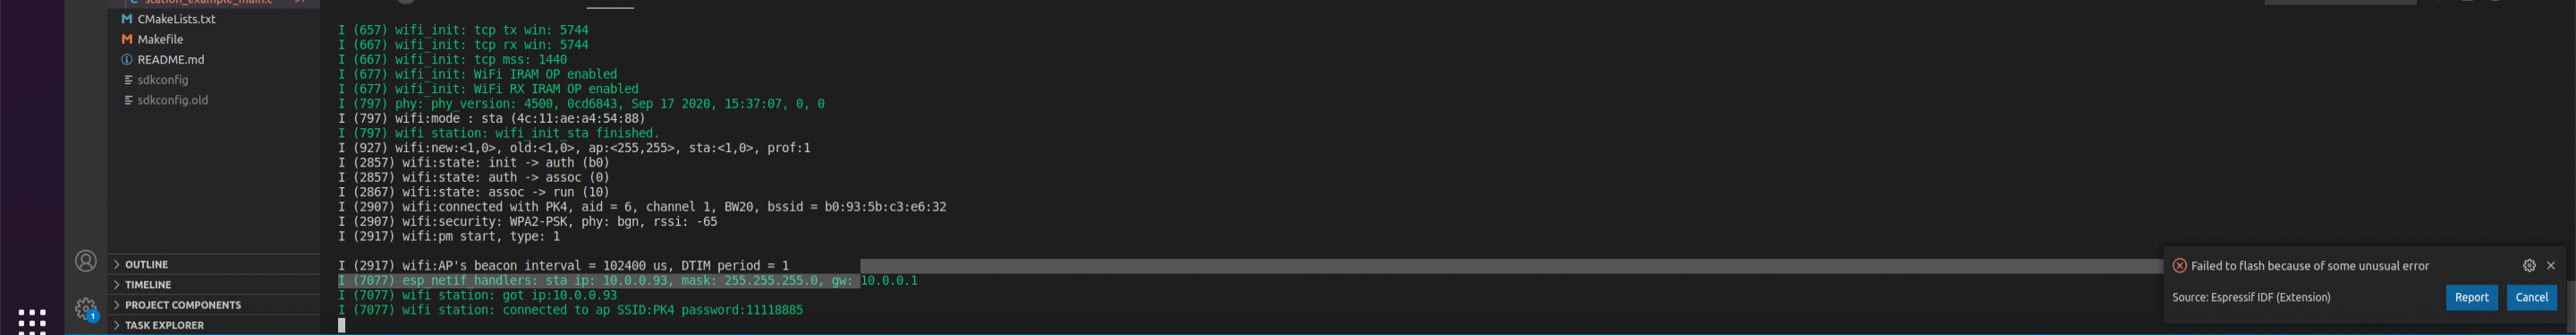 station_example_main.c
CMakeLists.txt
Makefile
README.md
sdkconfig
sdkconfig.old
OUTLINE
TIMELINE
PROJECT COMPONENTS
TASK EXPLORER
1
I (657) wifi_init: tcp tx win: 5744
I (667) wifi_init: tcp rx win: 5744
I (667) wifi_init: tcp mss: 1440
I (677) wifi_init: WiFi IRAM OP enabled
I (677) wifi_init: WiFi RX IRAM OP enabled
I (797) phy: phy_version: 4500, 0cd6843, Sep 17 2020, 15:37:07, 0, 0
I (797) wifi:mode : sta (4c:11:ae:a4:54:88)
I (797) wifi station: wifi_init_sta finished.
I (927) wifi:new:<1,0>, old:<1,0>, ap:<255,255>, sta:<1,0>, prof:1
I (2857) wifi:state: init -> auth (b0)
I (2857) wifi:state: auth -> assoc (0)
I (2867) wifi:state: assoc -> run (10)
I (2907) wifi:connected with PK4, aid = 6, channel 1, BW20, bssid = b0:93:5b:c3:e6:32
I (2907) wifi:security: WPA2-PSK, phy: bgn, rssi: -65
I (2917) wifi:pm start, type: 1
I (2917) wifi:AP's beacon interval = 102400 us, DTIM period = 1
I (7077) esp_netif_handlers: sta ip: 10.0.0.93, mask: 255.255.255.0, gw: 10.0.0.1
I (7077) wifi station: got ip:10.0.0.93
I (7077) wifi station: connected to ap SSID:PK4 password:11118885
Failed to flash because of some unusual error
Source: Espressif IDF (Extension)
Report
Cancel